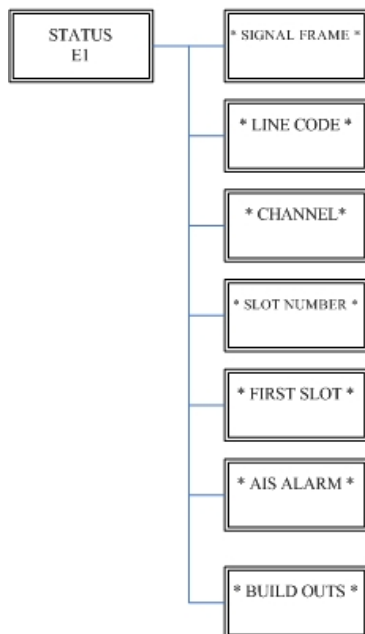 STATUS
E1
* SIGNAL FRAME *
* LINE CODE *
* CHANNEL*
* SLOT NUMBER *
* FIRST SLOT *
* AIS ALARM *
* BUILD OUTS *